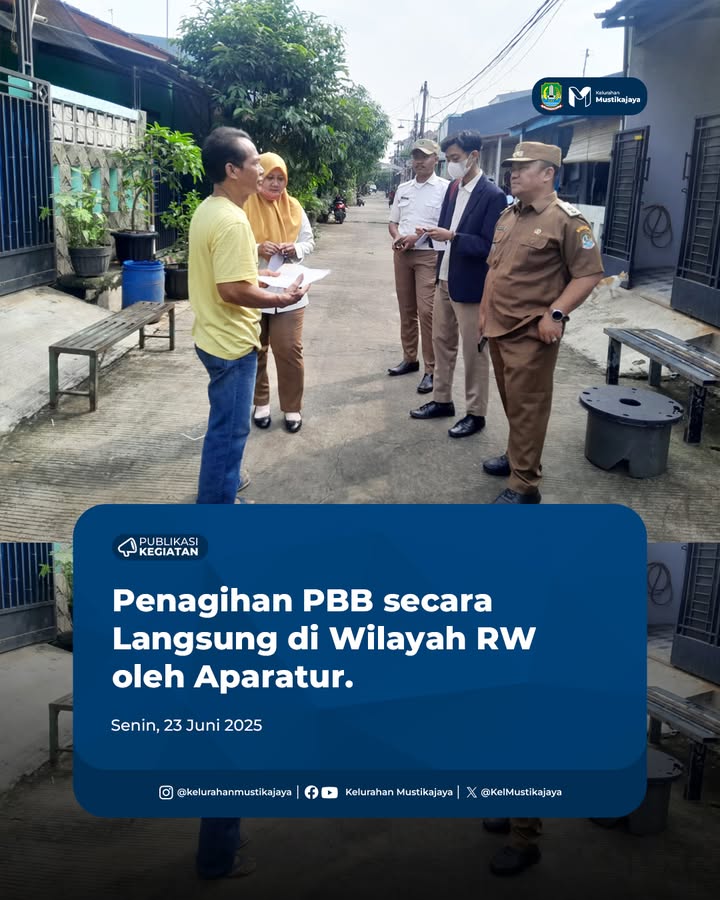 Kelurahan
Mustikajaya
PUBLIKASI
KEGIATAN
Penagihan PBB secara
Langsung di Wilayah RW
oleh Aparatur.
Senin, 23 Juni 2025
@kelurahanmustikajaya | Kelurahan Mustikajaya | @KelMustikajaya